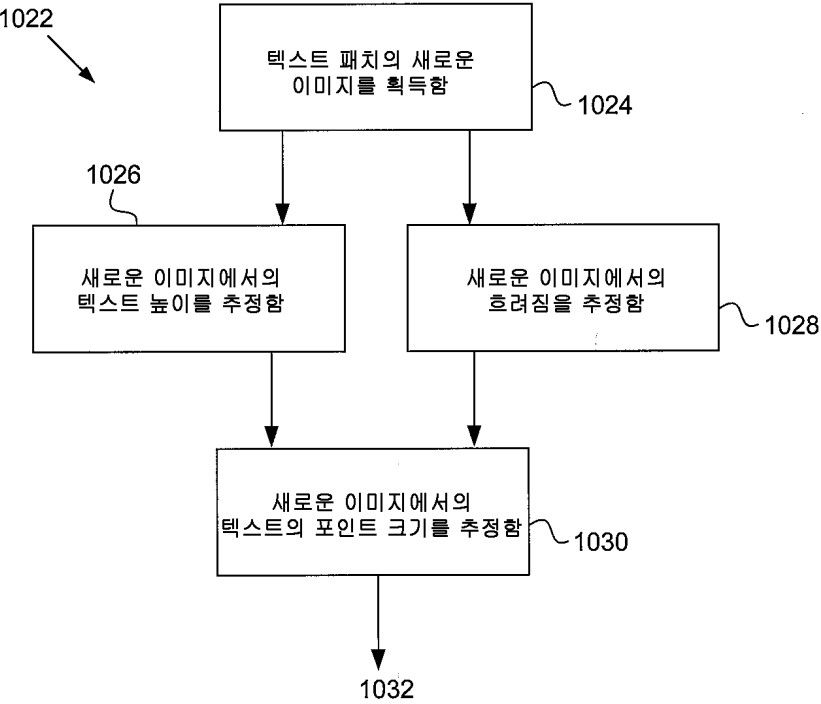 1022
텍스트 패치의 새로운
이미지를 획득함
1024
1026
새로운 이미지에서의
텍스트 높이를 추정함
새로운 이미지에서의
흐려짐을 추정함
1028
새로운 이미지에서의
텍스트의 포인트 크기를 추정함
1030
1032